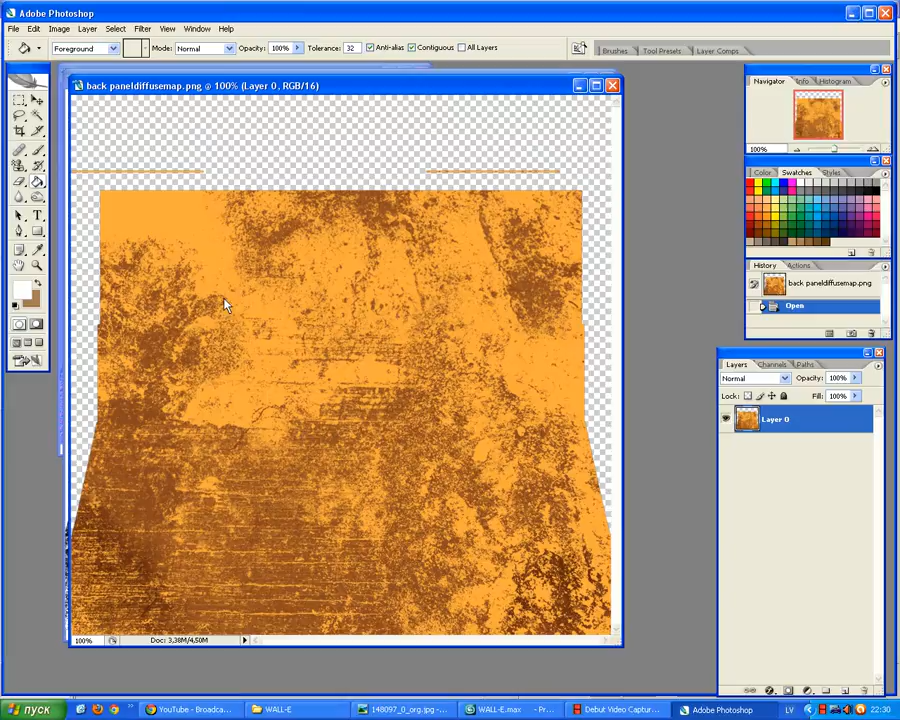 Adobe Photoshop
File Edit Image Layer Select Filter View Window Help
Foreground Mode: Normal Opacity: 100% Tolerance: 32 Anti-alias Contiguous All Layers
Brushes Tool Presets Layer Comps
back paneldiffusemap.png @ 100% (Layer 0, RGB/16)
Navigator Info Histogram
100%
Color Swatches Styles
History Actions
back paneldiffusemap.png
Open
Layers Channels Paths
Normal Opacity: 100%
Lock: Fill: 100%
Layer 0
100% Doc: 3,38M/4,50M
пуск YouTube - Broadca... WALL-E 148097_0_org.jpg -... WALL-E.max - Pr... Debut Video Captur... Adobe Photoshop LV 22:30